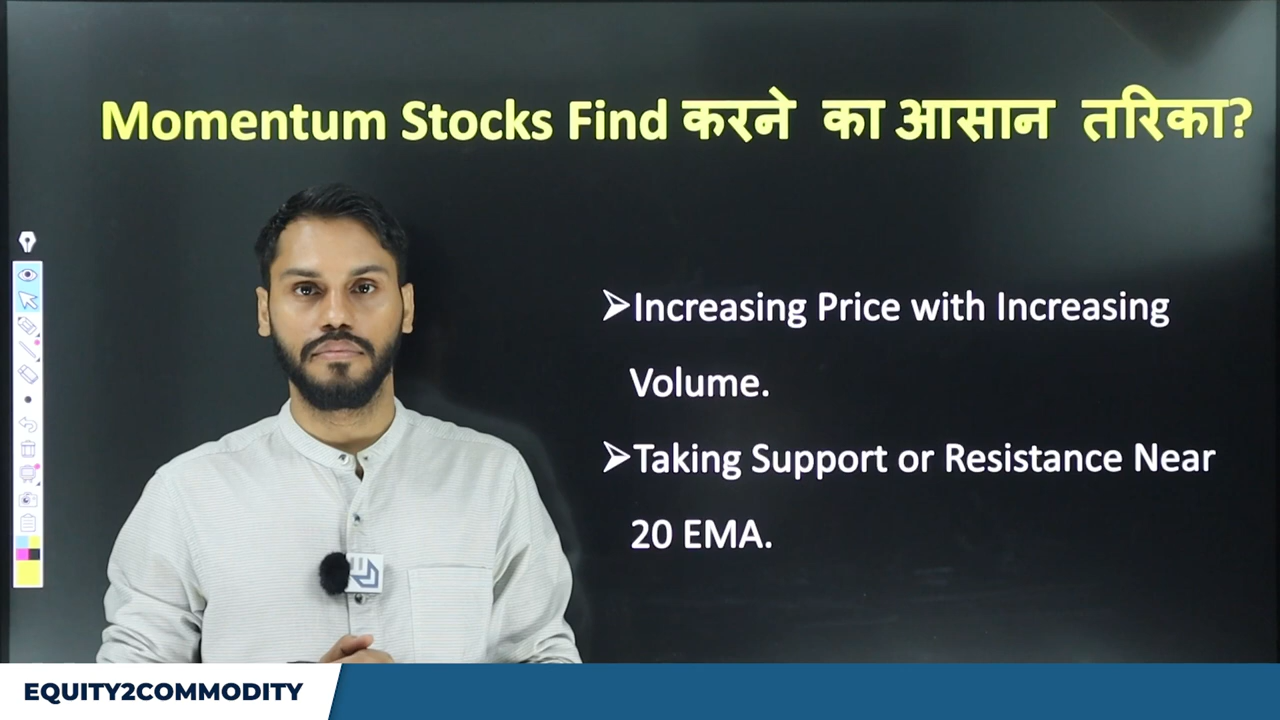 Momentum Stocks Find करने का आसान तरिका?
➢Increasing Price with Increasing
Volume.
➢Taking Support or Resistance Near
20 EMA.
EQUITY2COMMODITY